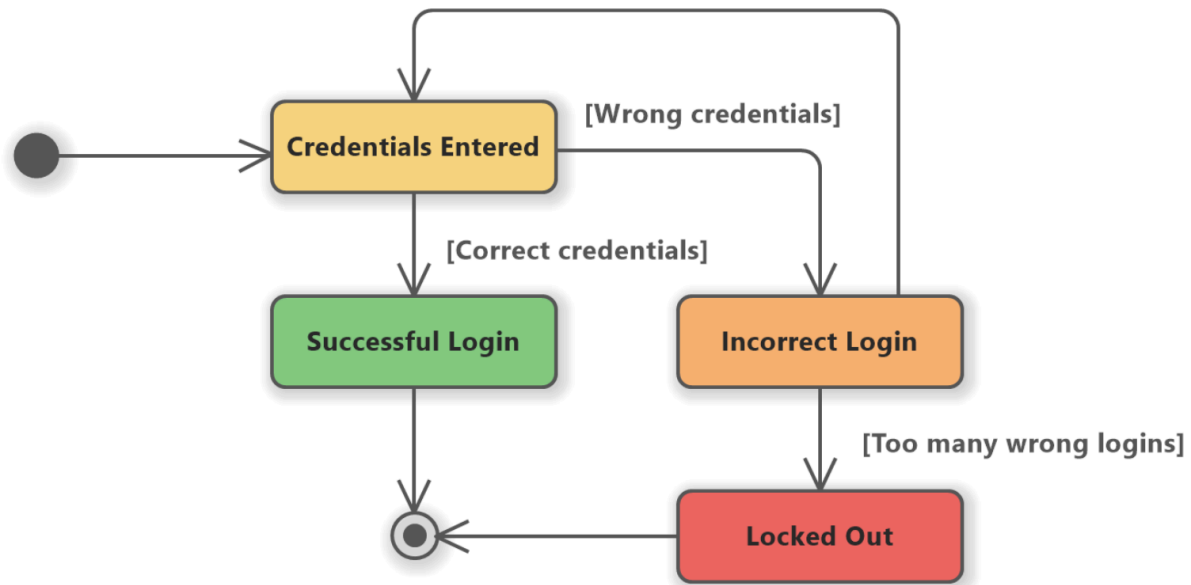 [Wrong credentials]
Credentials Entered
[Correct credentials]
Successful Login
Incorrect Login
[Too many wrong logins]
Locked Out